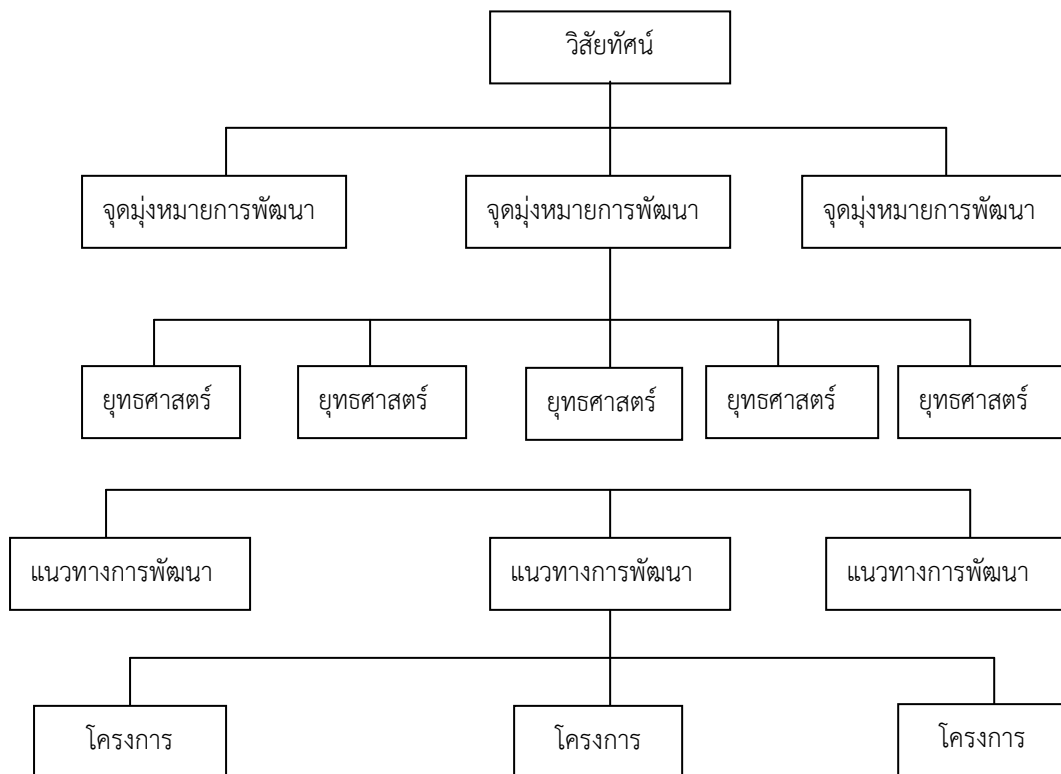 วิสัยทัศน์
จุดมุ่งหมายการพัฒนา
จุดมุ่งหมายการพัฒนา
จุดมุ่งหมายการพัฒนา
ยุทธศาสตร์
ยุทธศาสตร์
ยุทธศาสตร์
ยุทธศาสตร์
ยุทธศาสตร์
แนวทางการพัฒนา
แนวทางการพัฒนา
แนวทางการพัฒนา
โครงการ
โครงการ
โครงการ